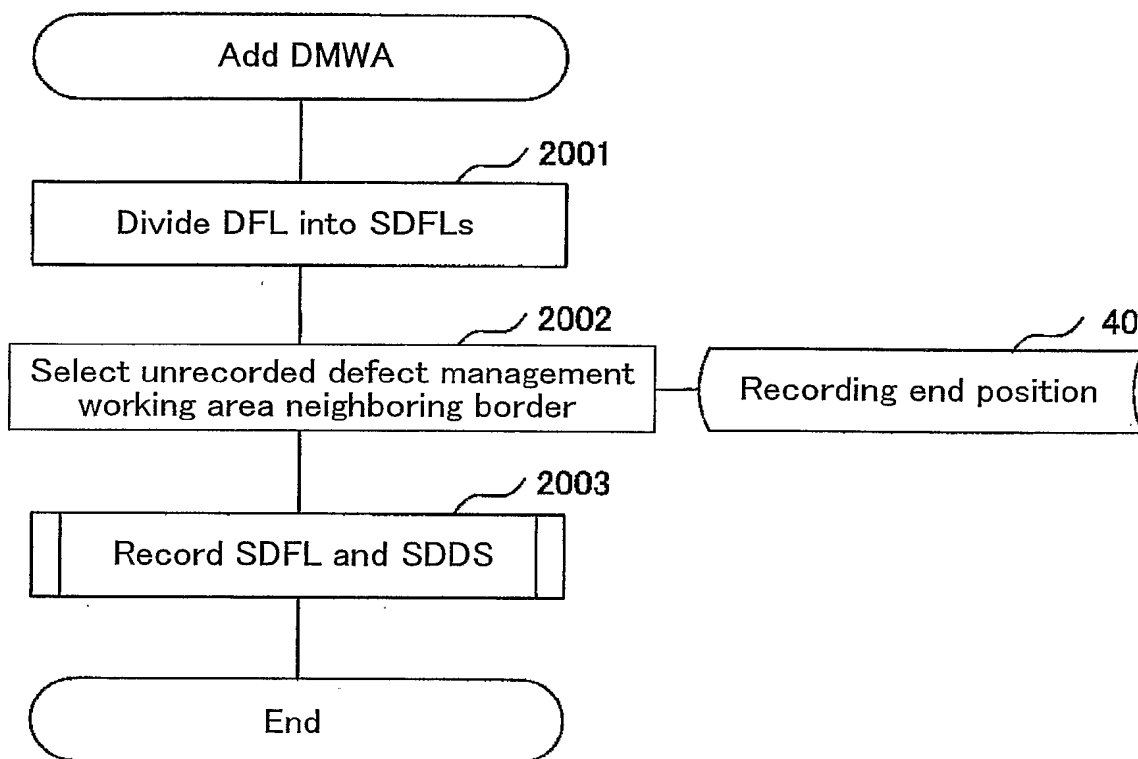 Add DMWA
2001
Divide DFL into SDFLs
2002
40
Select unrecorded defect management
working area neighboring border
Recording end position
2003
Record SDFL and SDDS
End